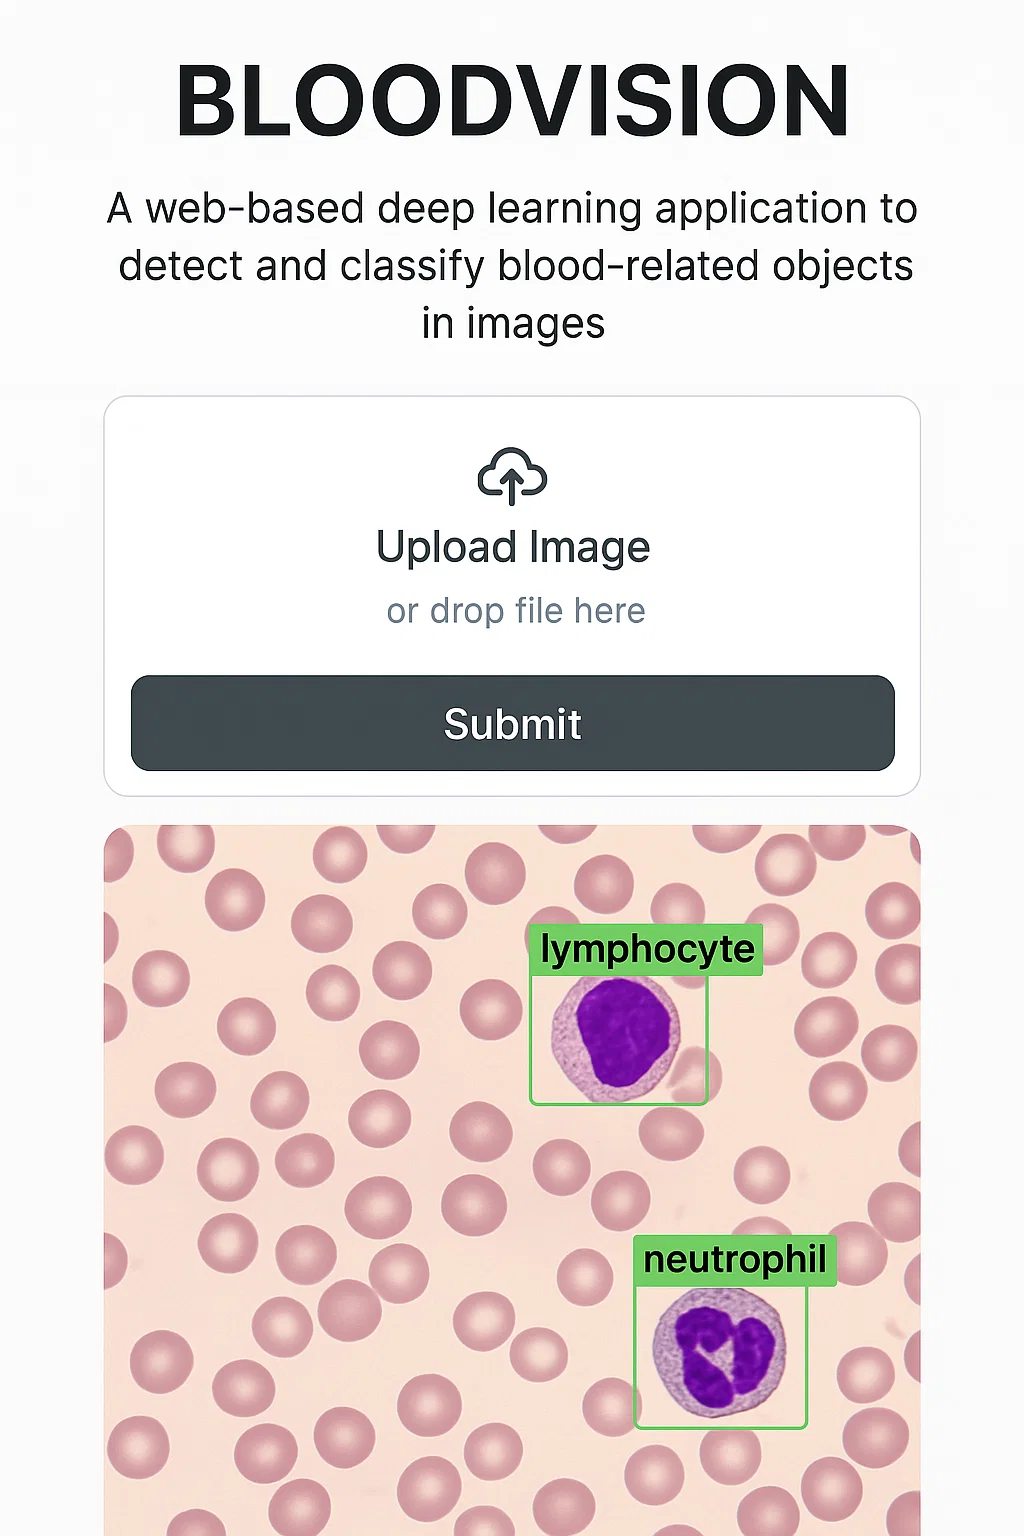 BLOODVISION
A web-based deep learning application to
detect and classify blood-related objects
in images
Upload Image
or drop file here
Submit
lymphocyte
neutrophil